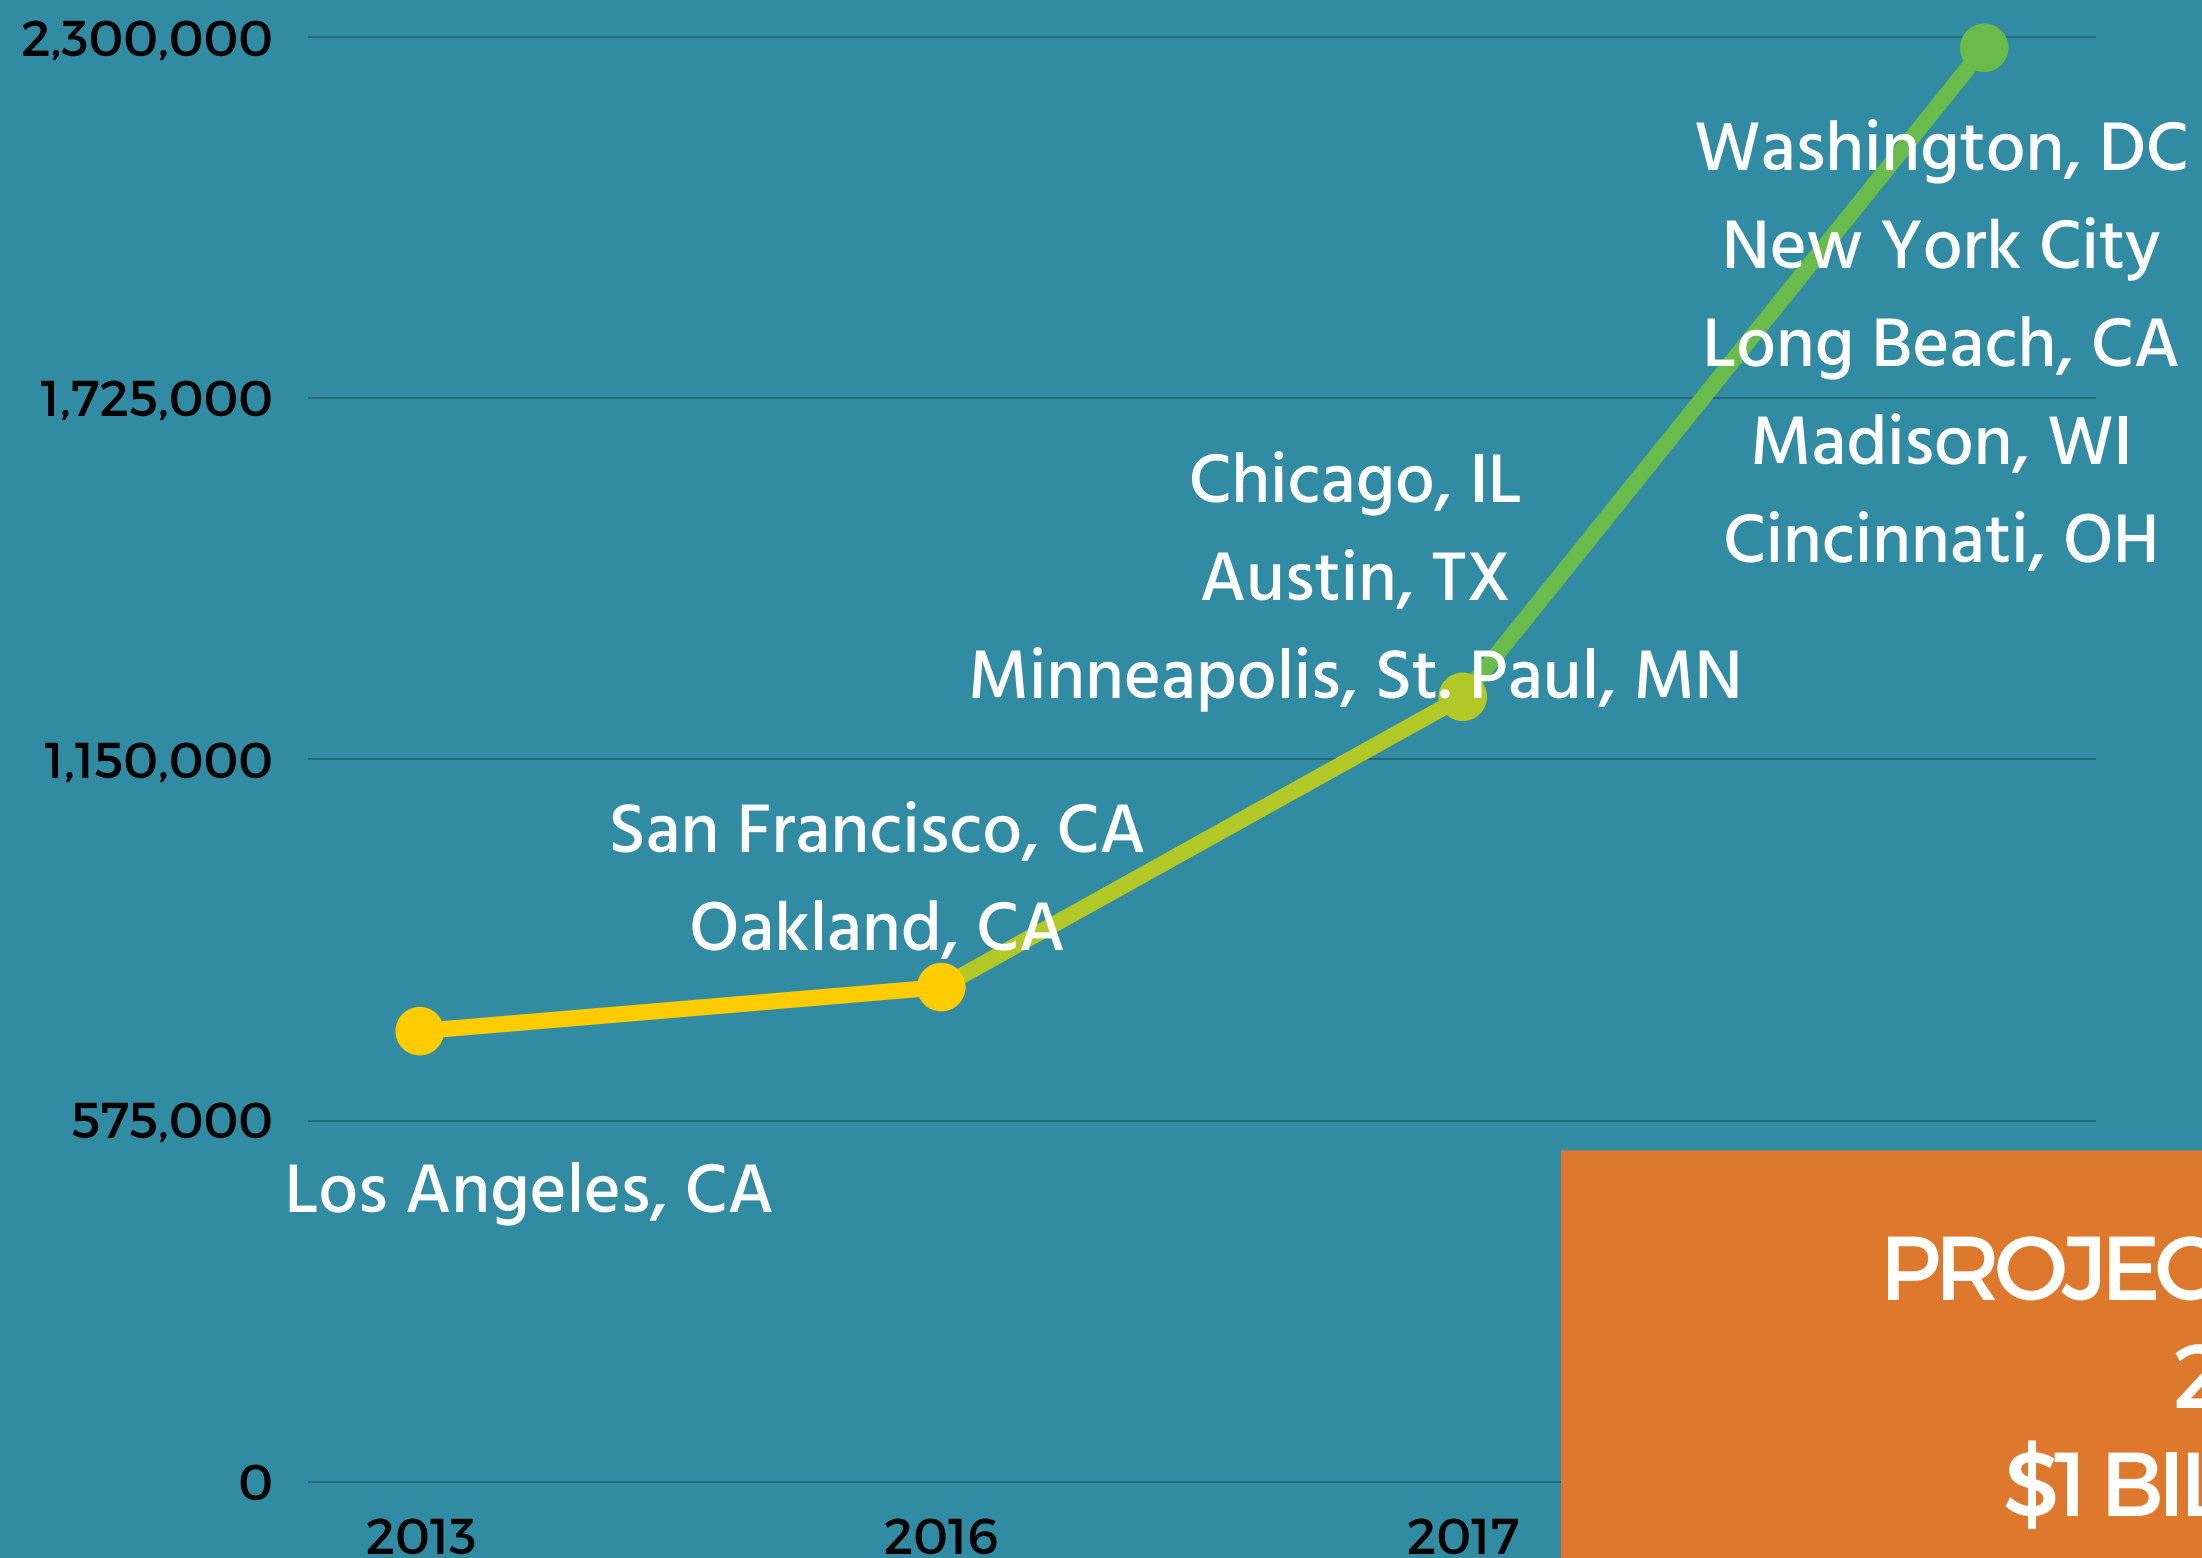 2,300,000
1,725,000
1,150,000
575,000
0
Washington, DC
New York City
Long Beach, CA
Madison, WI
Cincinnati, OH
Chicago, IL
Austin, TX
Minneapolis, St. Paul, MN
San Francisco, CA
Oakland, CA
Los Angeles, CA
2013
2016
2017
$1